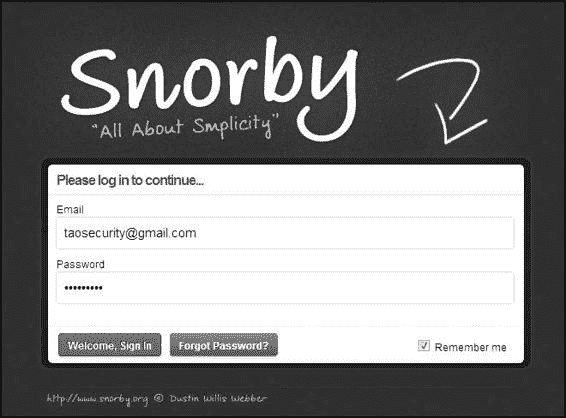 Snorby
"All About Smplicity"
Please log in to continue...
Email
taosecurity@gmail.com
Password
•••••••••
Welcome, Sign In Forgot Password? Remember me
http://www.snorby.org © Dustin Willis Webber